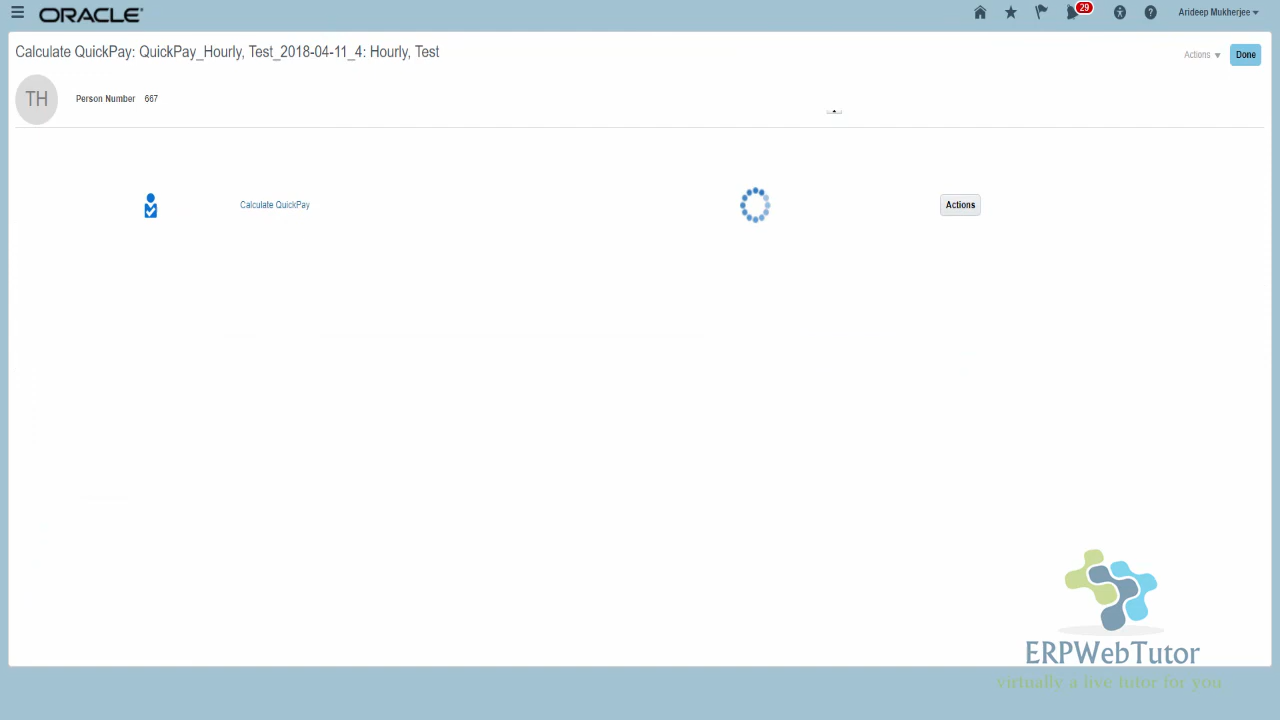 ORACLE
29
Arideep Mukherjee
Calculate QuickPay: QuickPay_Hourly, Test_2018-04-11_4: Hourly, Test
Actions
Done
TH
Person Number 667
Calculate QuickPay
Actions
ERPWebTutor
virtually a live tutor for you